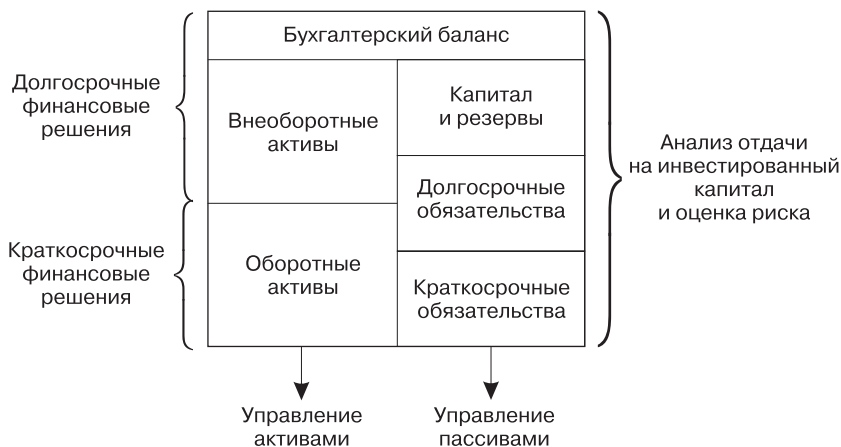 Бухгалтерский баланс
Долгосрочные
финансовые
решения
Внеоборотные
активы
Капитал
и резервы
Долгосрочные
обязательства
Анализ отдачи
на инвестированный
капитал
и оценка риска
Краткосрочные
финансовые
решения
Оборотные
активы
Краткосрочные
обязательства
Управление
активами
Управление
пассивами